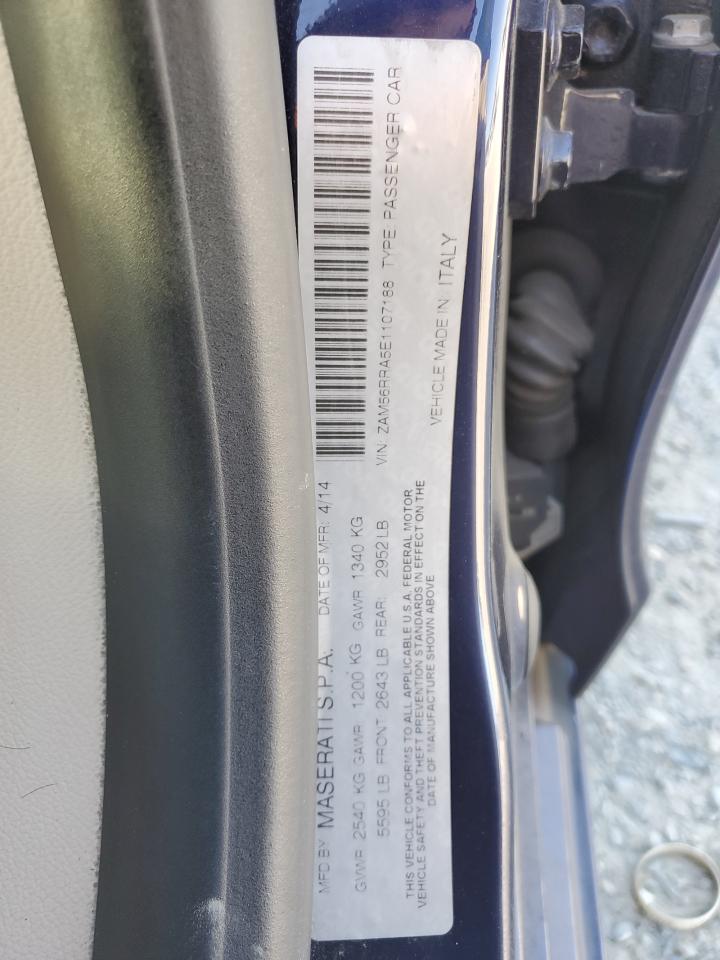 MFD BY MASERATI S.P.A. DATE OF MFR: 4/14
GVWR 2540 KG GAWR 1200 KG GAWR 1340 KG
5595 LB FRONT 2643 LB REAR: 2952 LB
VIN: ZAM56RRA5E1107188 TYPE PASSENGER CAR
THIS VEHICLE CONFORMS TO ALL APPLICABLE U.S.A. FEDERAL MOTOR
VEHICLE SAFETY AND THEFT PREVENTION STANDARDS IN EFFECT ON THE
DATE OF MANUFACTURE SHOWN ABOVE
VEHICLE MADE IN: ITALY